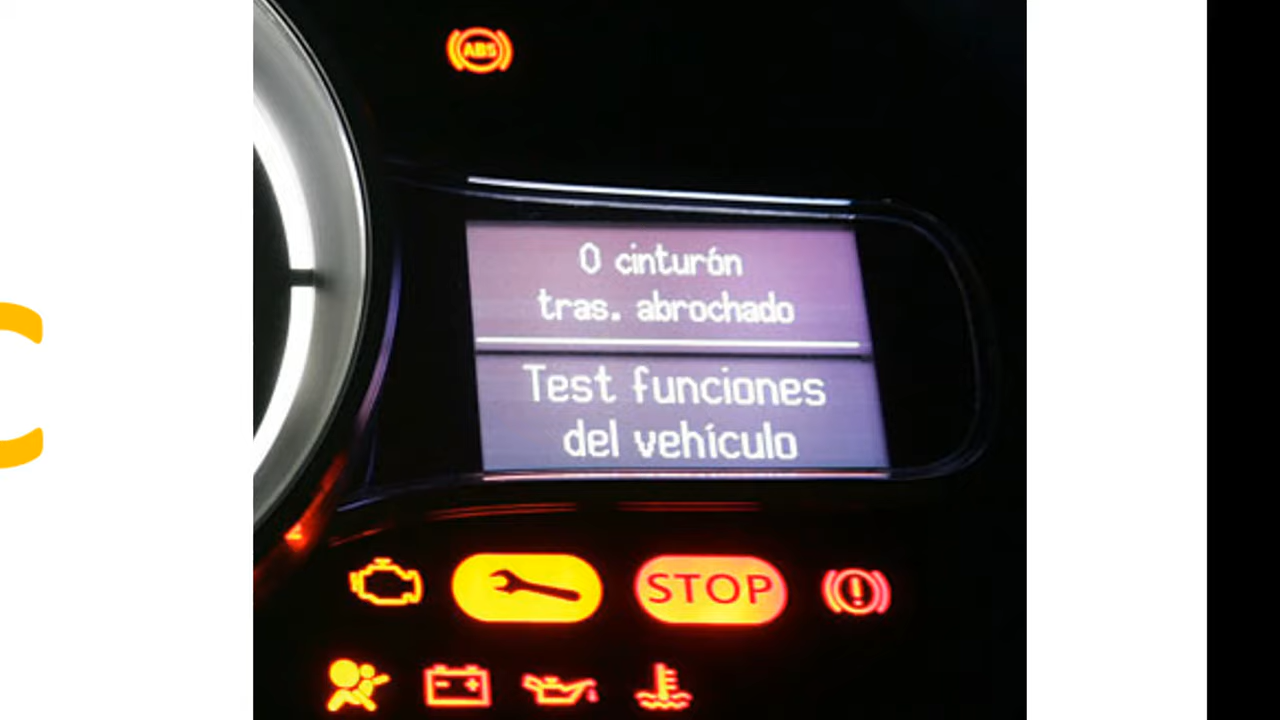 ABS
0 cinturón
tras. abrochado
Test funciones
del vehículo
STOP